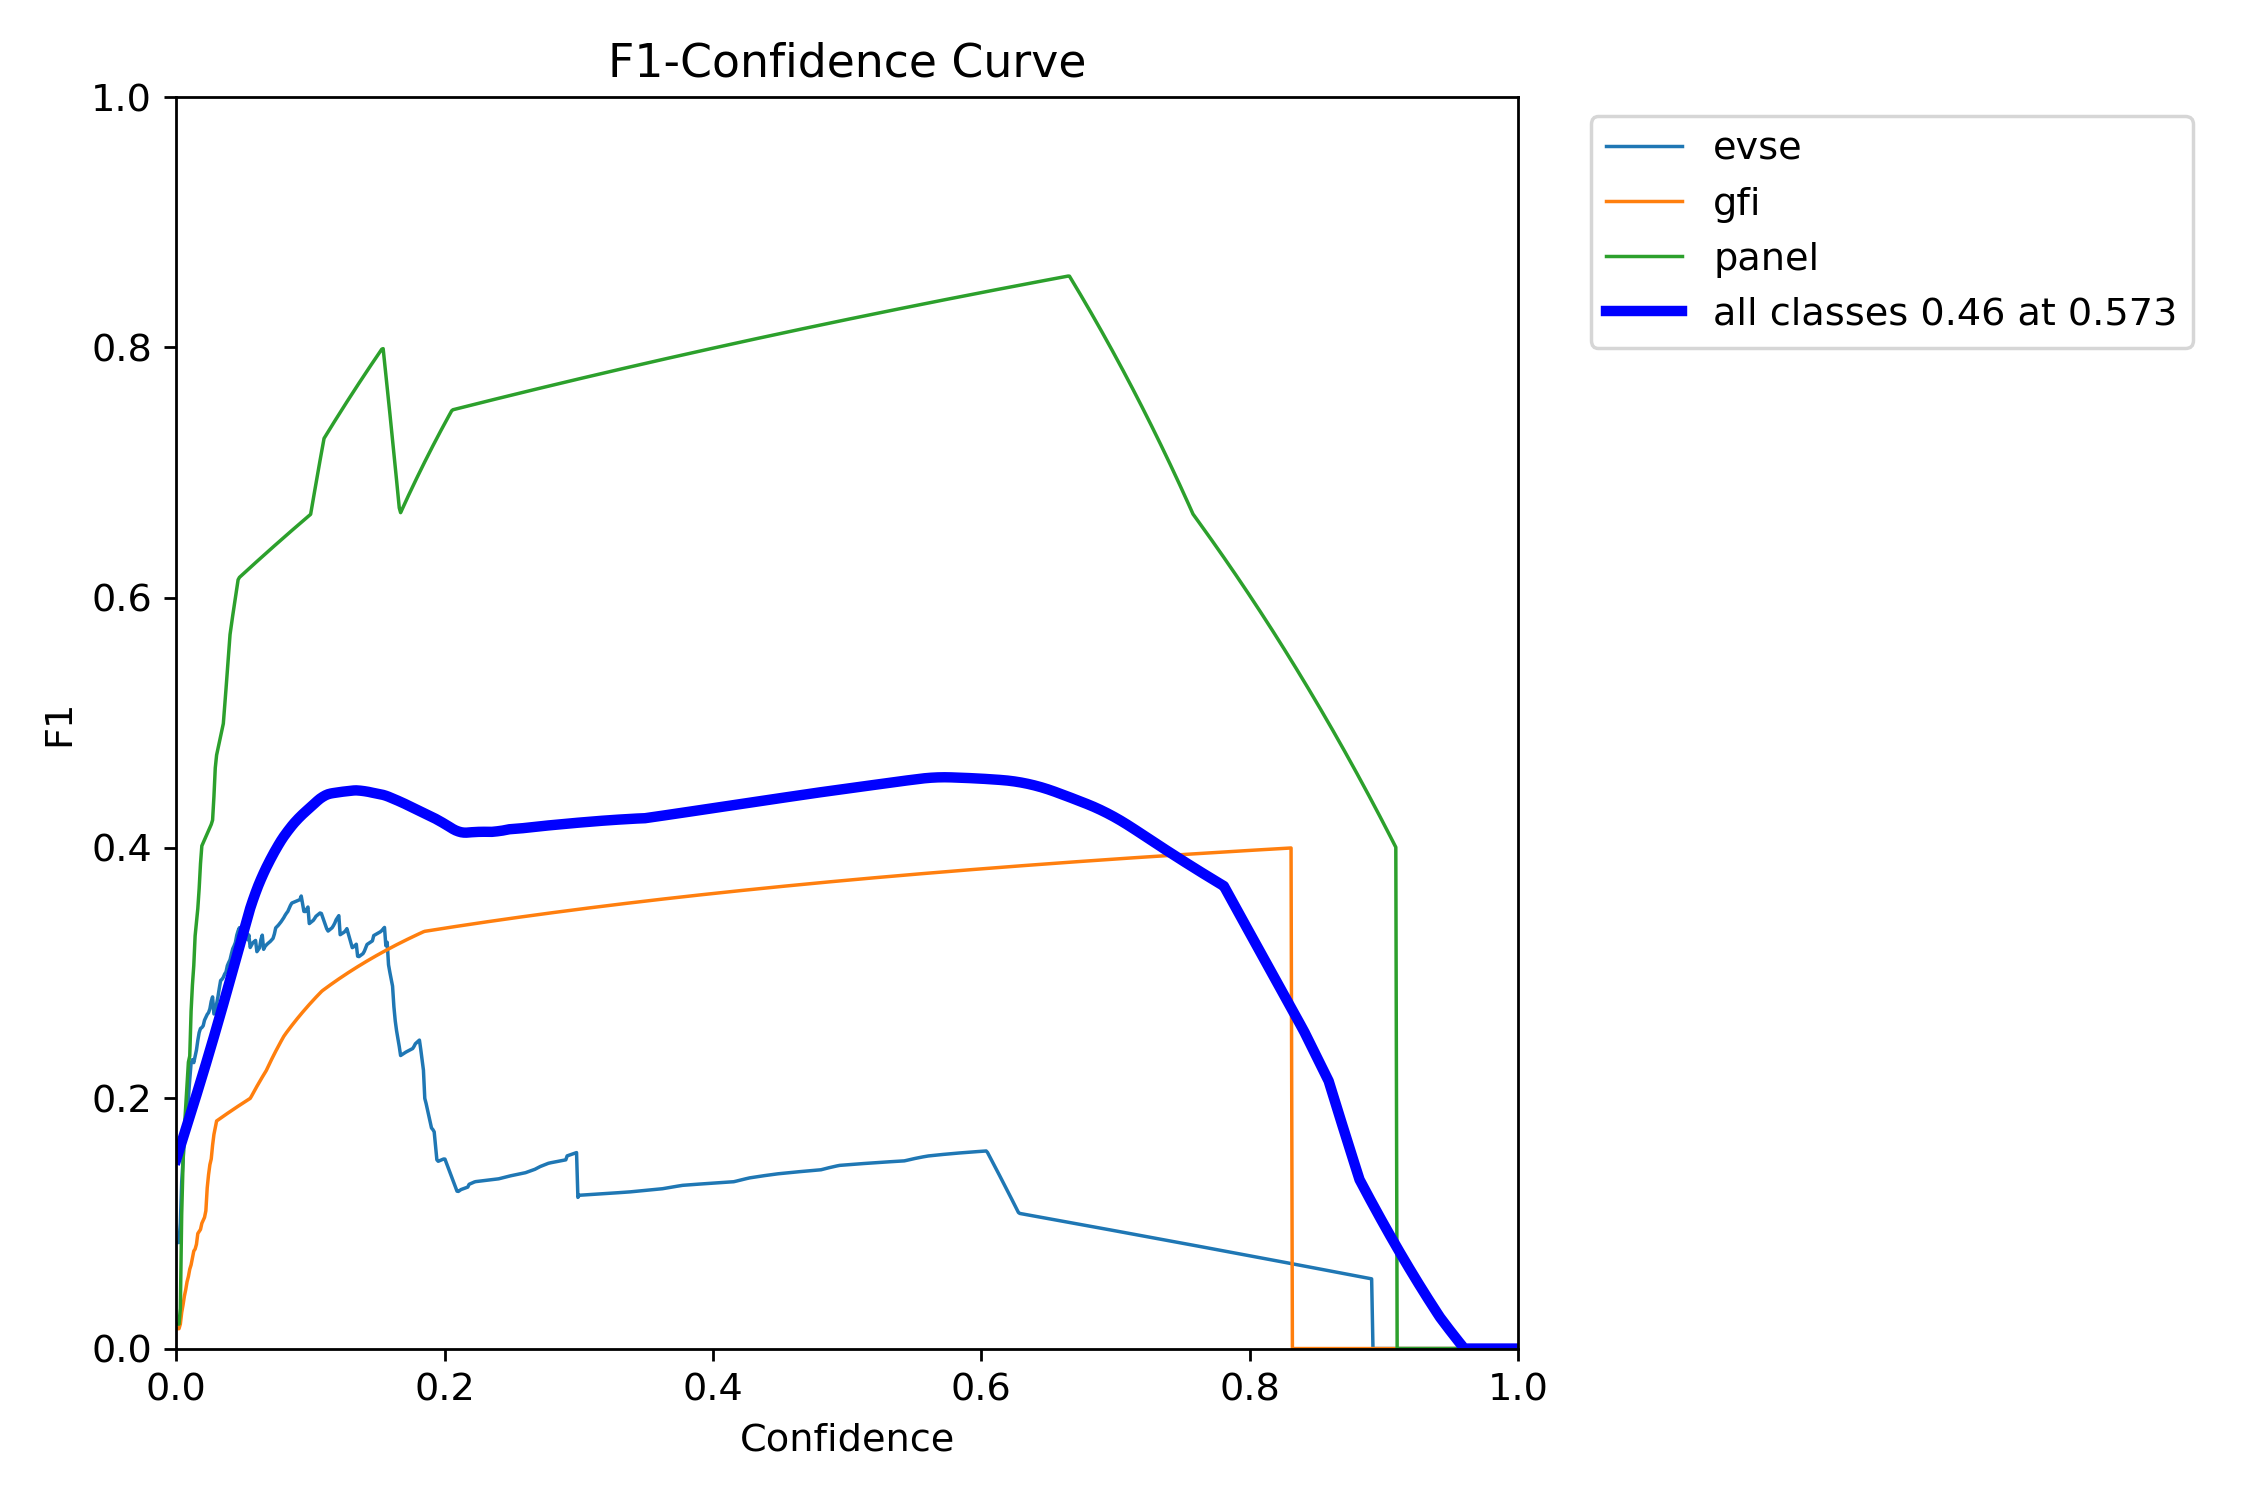 F1-Confidence Curve
1.0
0.8
0.6
0.4
0.2
0.0
F1
0.0 0.2 0.4 0.6 0.8 1.0
Confidence
evse
gfi
panel
all classes 0.46 at 0.573